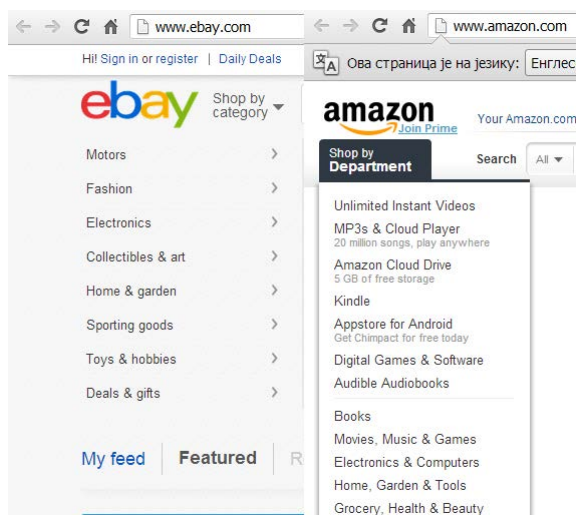 www.ebay.com
Hi! Sign in or register | Daily Deals
ebay
Shop by
category
Motors
Fashion
Electronics
Collectibles & art
Home & garden
Sporting goods
Toys & hobbies
Deals & gifts
My feed
Featured
www.amazon.com
Ова страница је на језику:
Енглес
amazon
Join Prime
Your Amazon.com
Shop by
Department
Search
All
Unlimited Instant Videos
MP3s & Cloud Player
20 million songs, play anywhere
Amazon Cloud Drive
5 GB of free storage
Kindle
Appstore for Android
Get Chimpact for free today
Digital Games & Software
Audible Audiobooks
Books
Movies, Music & Games
Electronics & Computers
Home, Garden & Tools
Grocery, Health & Beauty